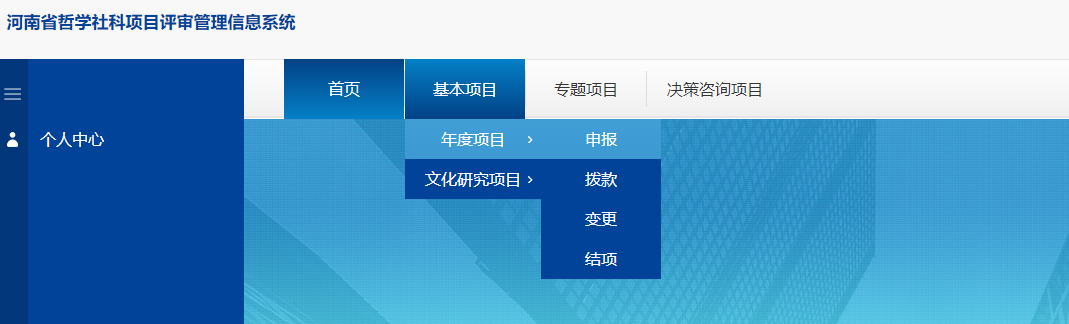 河南省哲学社科项目评审管理信息系统
首页
基本项目
专题项目
决策咨询项目
个人中心
年度项目
申报
文化研究项目
拨款
变更
结项